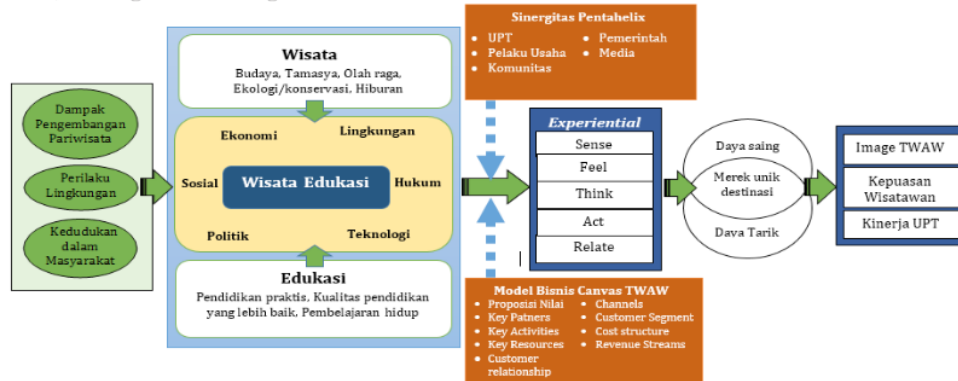 Sinergitas Pentahelix
• UPT
• Pelaku Usaha
• Komunitas
• Pemerintah
• Media
Wisata
Budaya, Tamasya, Olah raga,
Ekologi/konservasi, Hiburan
Dampak
Pengembangan
Pariwisata
Perilaku
Lingkungan
Kedudukan
dalam
Masyarakat
Ekonomi
Lingkungan
Sosial
Wisata Edukasi
Hukum
Politik
Teknologi
Edukasi
Pendidikan praktis, Kualitas pendidikan
yang lebih baik, Pembelajaran hidup
Experiential
Sense
Feel
Think
Act
Relate
Daya saing
Merek unik
destinasi
Daya Tarik
Image TWAW
Kepuasan
Wisatawan
Kinerja UPT
Model Bisnis Canvas TWAW
• Proposisi Nilai
• Key Patners
• Key Activities
• Key Resources
• Customer
relationship
• Channels
• Customer Segment
• Cost structure
• Revenue Streams